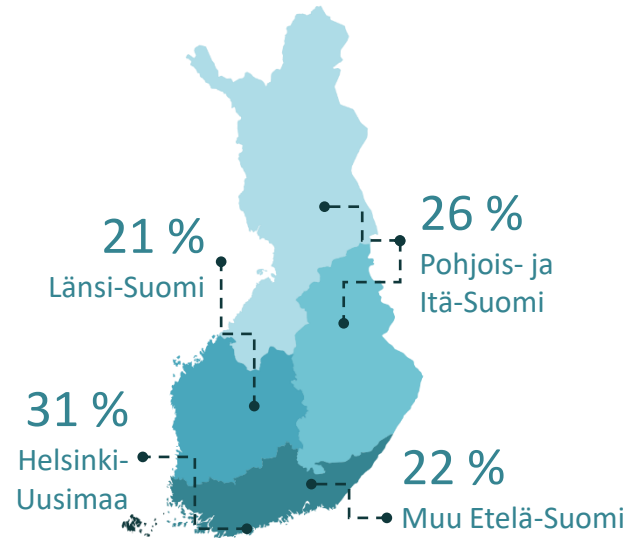 26 %
Pohjois- ja
Itä-Suomi
21 %
Länsi-Suomi
31 %
Helsinki-
Uusimaa
22 %
Muu Etelä-Suomi